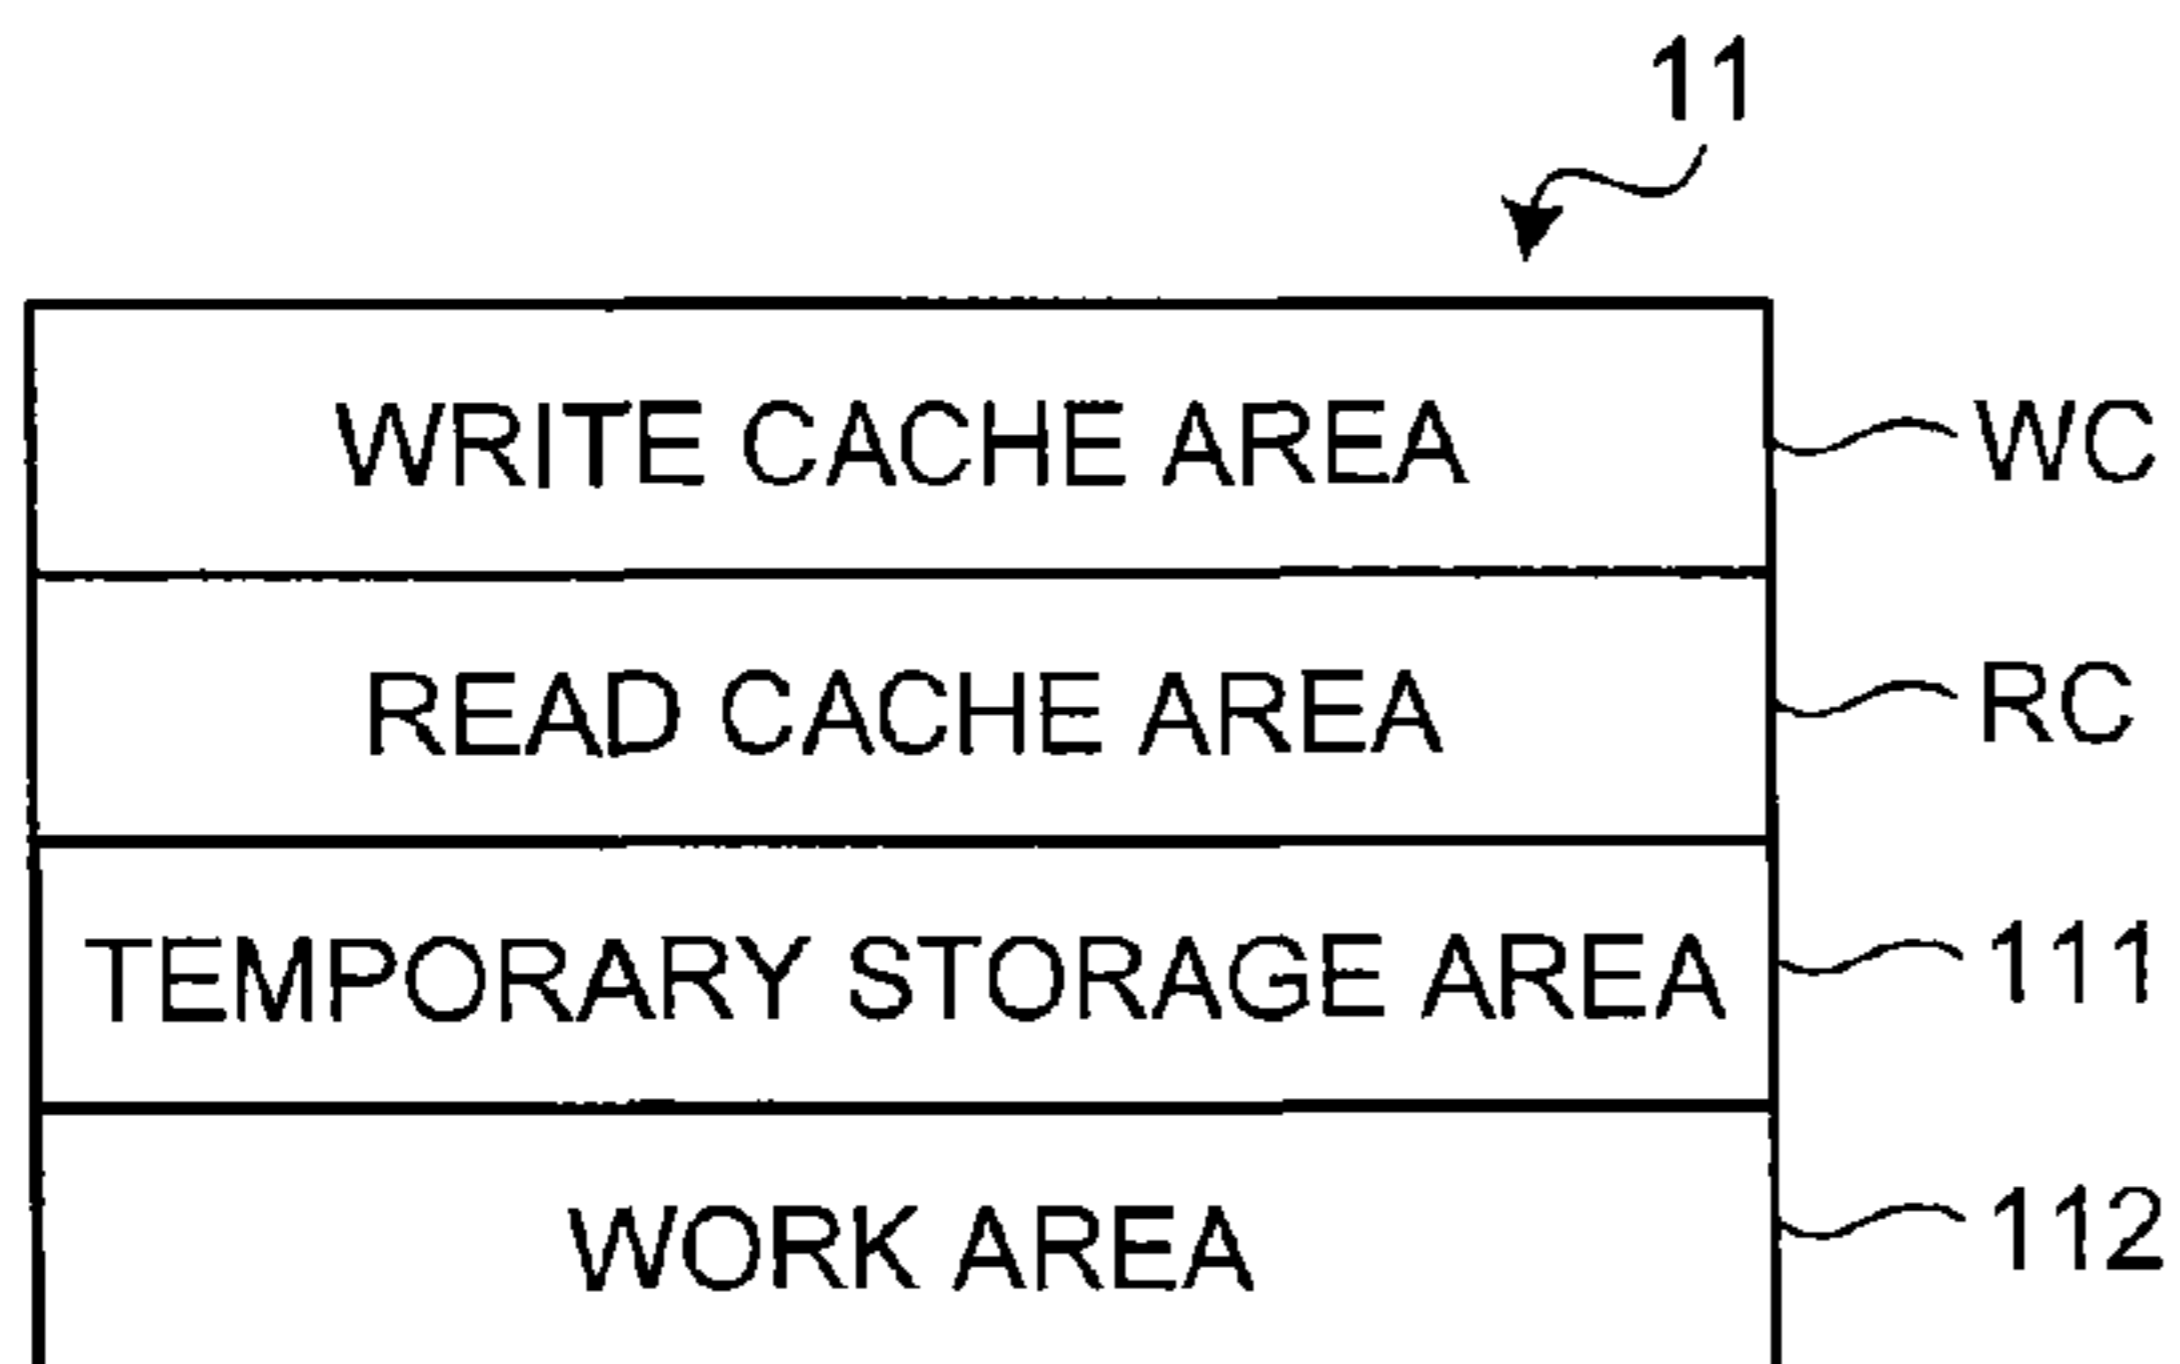 11
WRITE CACHE AREA WC
READ CACHE AREA RC
TEMPORARY STORAGE AREA 111
WORK AREA 112